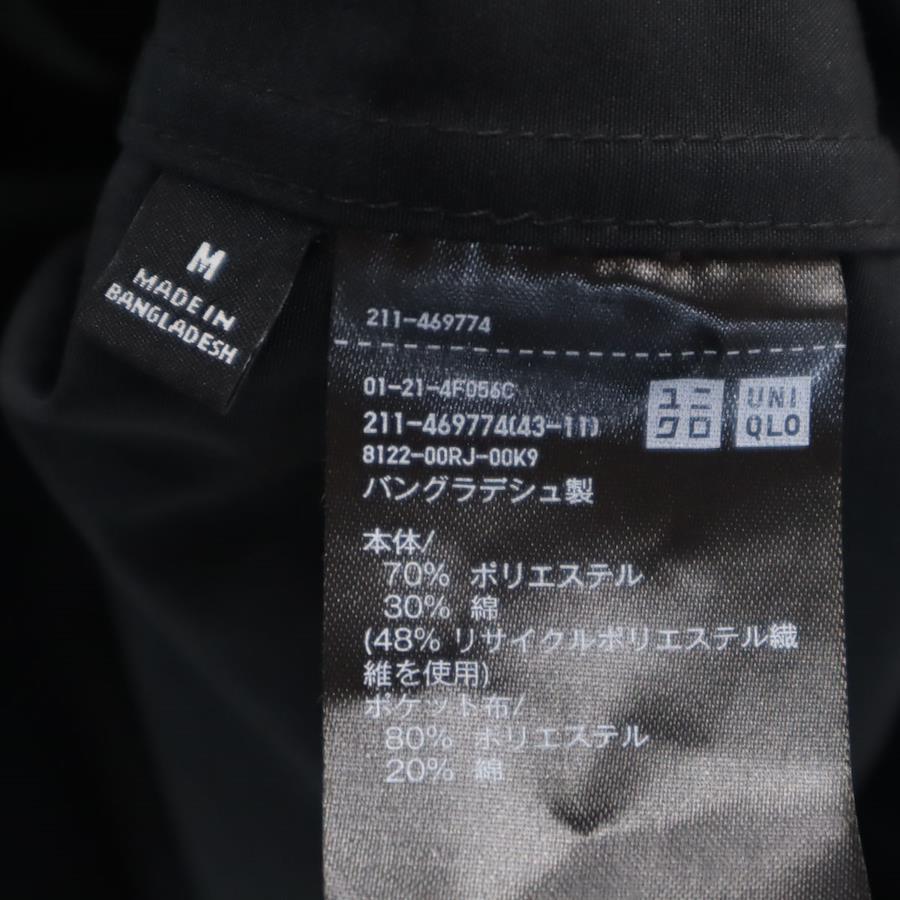 M
MADE IN
BANGLADESH
211-469774
01-21-4F056C
211-469774(43-11)
8122-00RJ-00K9
バングラデシュ製
ユニ
クロ
UNI
QLO
本体/
70% ポリエステル
30% 綿
(48% リサイクルポリエステル繊
維を使用)
ポケット布/
80% ポリエステル
20% 綿